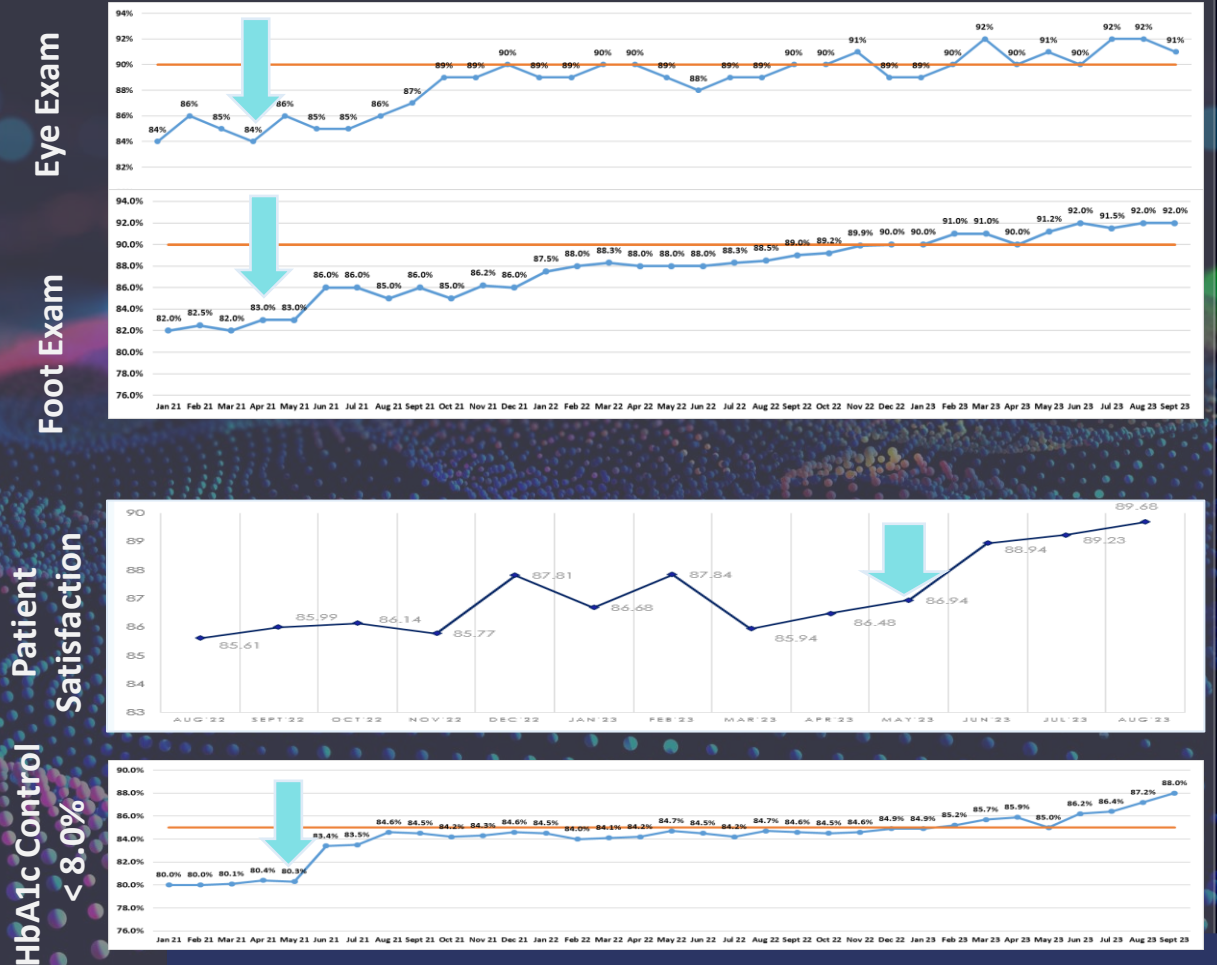 Eye Exam
94%
92%
90%
88%
86%
84%
82%
84% 86% 85% 84% 86% 85% 85% 86% 87% 89% 89% 90% 89% 89% 90% 90% 89% 88% 89% 89% 90% 90% 91% 89% 89% 90% 92% 90% 91% 90% 92% 92% 91%
Foot Exam
94.0%
92.0%
90.0%
88.0%
86.0%
84.0%
82.0%
80.0%
78.0%
76.0%
82.0% 82.5% 82.0% 83.0% 83.0% 86.0% 86.0% 85.0% 86.0% 85.0% 86.2% 86.0% 87.5% 88.0% 88.3% 88.0% 88.0% 88.0% 88.3% 88.5% 89.0% 89.2% 89.9% 90.0% 90.0% 91.0% 91.0% 90.0% 91.2% 92.0% 91.5% 92.0% 92.0%
Jan 21 Feb 21 Mar 21 Apr 21 May 21 Jun 21 Jul 21 Aug 21 Sept 21 Oct 21 Nov 21 Dec 21 Jan 22 Feb 22 Mar 22 Apr 22 May 22 Jun 22 Jul 22 Aug 22 Sept 22 Oct 22 Nov 22 Dec 22 Jan 23 Feb 23 Mar 23 Apr 23 May 23 Jun 23 Jul 23 Aug 23 Sept 23
Patient
Satisfaction
90
89
88
87
86
85
84
83
85.61 85.99 86.14 85.77 87.81 86.68 87.84 85.94 86.48 86.94 88.94 89.23 89.68
AUG'22 SEPT'22 OCT'22 NOV'22 DEC'22 JAN'23 FEB'23 MAR'23 APR'23 MAY'23 JUN'23 JUL'23 AUG'23
HbA1c Control
< 8.0%
90.0%
88.0%
86.0%
84.0%
82.0%
80.0%
78.0%
76.0%
80.0% 80.0% 80.1% 80.4% 80.3% 83.4% 83.5% 84.6% 84.5% 84.2% 84.3% 84.6% 84.5% 84.0% 84.1% 84.2% 84.7% 84.5% 84.2% 84.7% 84.6% 84.5% 84.6% 84.9% 84.9% 85.2% 85.7% 85.9% 85.0% 86.2% 86.4% 87.2% 88.0%
Jan 21 Feb 21 Mar 21 Apr 21 May 21 Jun 21 Jul 21 Aug 21 Sept 21 Oct 21 Nov 21 Dec 21 Jan 22 Feb 22 Mar 22 Apr 22 May 22 Jun 22 Jul 22 Aug 22 Sept 22 Oct 22 Nov 22 Dec 22 Jan 23 Feb 23 Mar 23 Apr 23 May 23 Jun 23 Jul 23 Aug 23 Sept 23